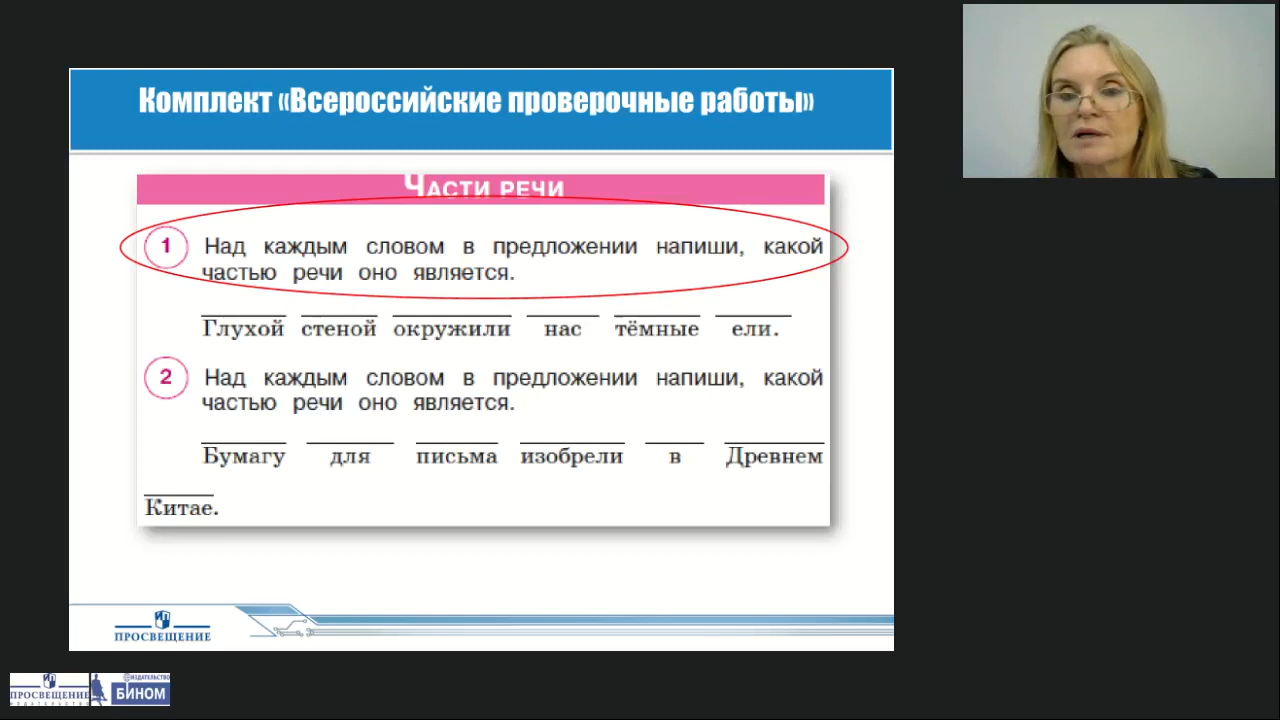 Комплект «Всероссийские проверочные работы»
Части речи
1 Над каждым словом в предложении напиши, какой
частью речи оно является.
Глухой стеной окружили нас тёмные ели.
2 Над каждым словом в предложении напиши, какой
частью речи оно является.
Бумагу для письма изобрели в Древнем
Китае.
ПРОСВЕЩЕНИЕ
ПРОСВЕЩЕНИЕ
ИЗДАТЕЛЬСТВО
ИЗДАТЕЛЬСТВО
БИНОМ